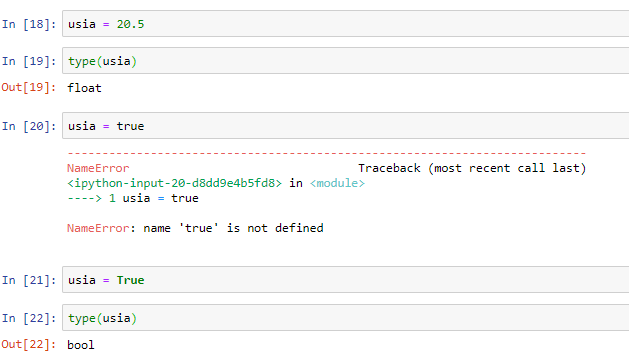 In [18]: usia = 20.5
In [19]: type(usia)
Out[19]: float
In [20]: usia = true
---------------------------------------------------------------------------
NameError                                 Traceback (most recent call last)
<ipython-input-20-d8dd9e4b5fd8> in <module>
----> 1 usia = true
NameError: name 'true' is not defined
In [21]: usia = True
In [22]: type(usia)
Out[22]: bool